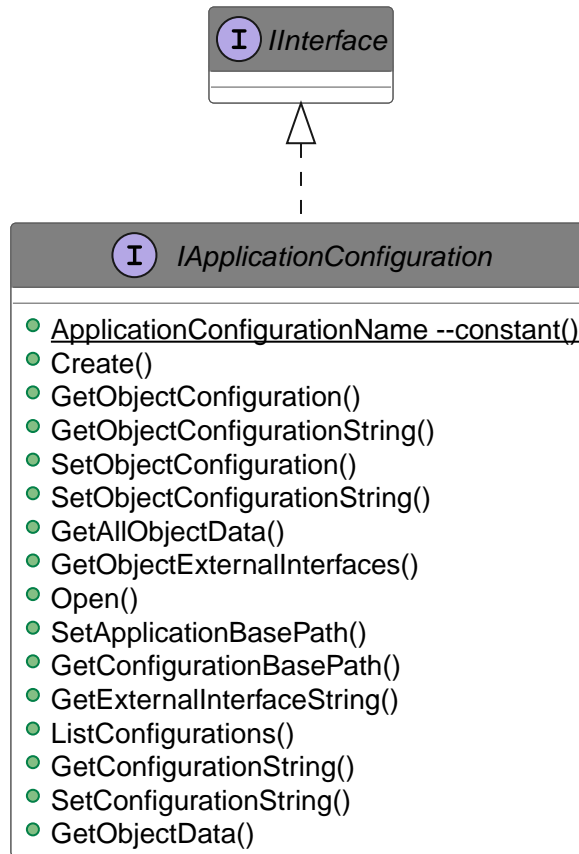 I IInterface
I IApplicationConfiguration
ApplicationConfigurationName --constant()
Create()
GetObjectConfiguration()
GetObjectConfigurationString()
SetObjectConfiguration()
SetObjectConfigurationString()
GetAllObjectData()
GetObjectExternalInterfaces()
Open()
SetApplicationBasePath()
GetConfigurationBasePath()
GetExternalInterfaceString()
ListConfigurations()
GetConfigurationString()
SetConfigurationString()
GetObjectData()